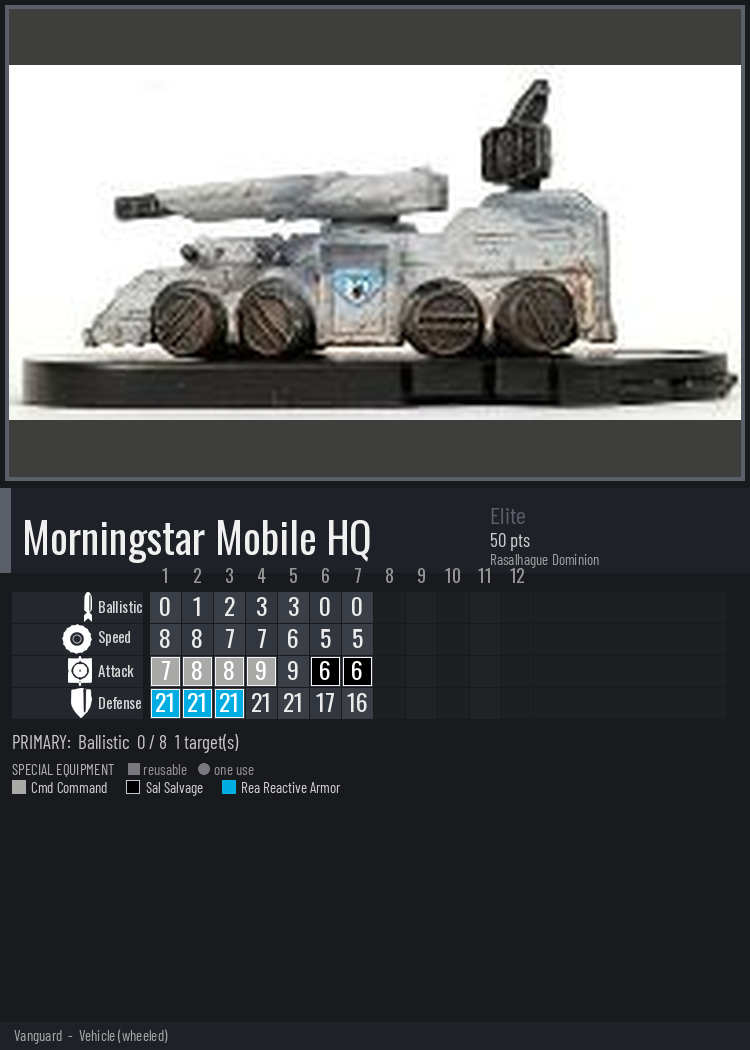 Morningstar Mobile HQ
Elite
50 pts
Rasalhague Dominion
1 2 3 4 5 6 7 8 9 10 11 12
Ballistic 0 1 2 3 3 0 0
Speed 8 8 7 7 6 5 5
Attack 7 8 8 9 9 6 6
Defense 21 21 21 21 21 17 16
PRIMARY: Ballistic 0 / 8 1 target(s)
SPECIAL EQUIPMENT reusable one use
Cmd Command Sal Salvage Rea Reactive Armor
Vanguard - Vehicle (wheeled)